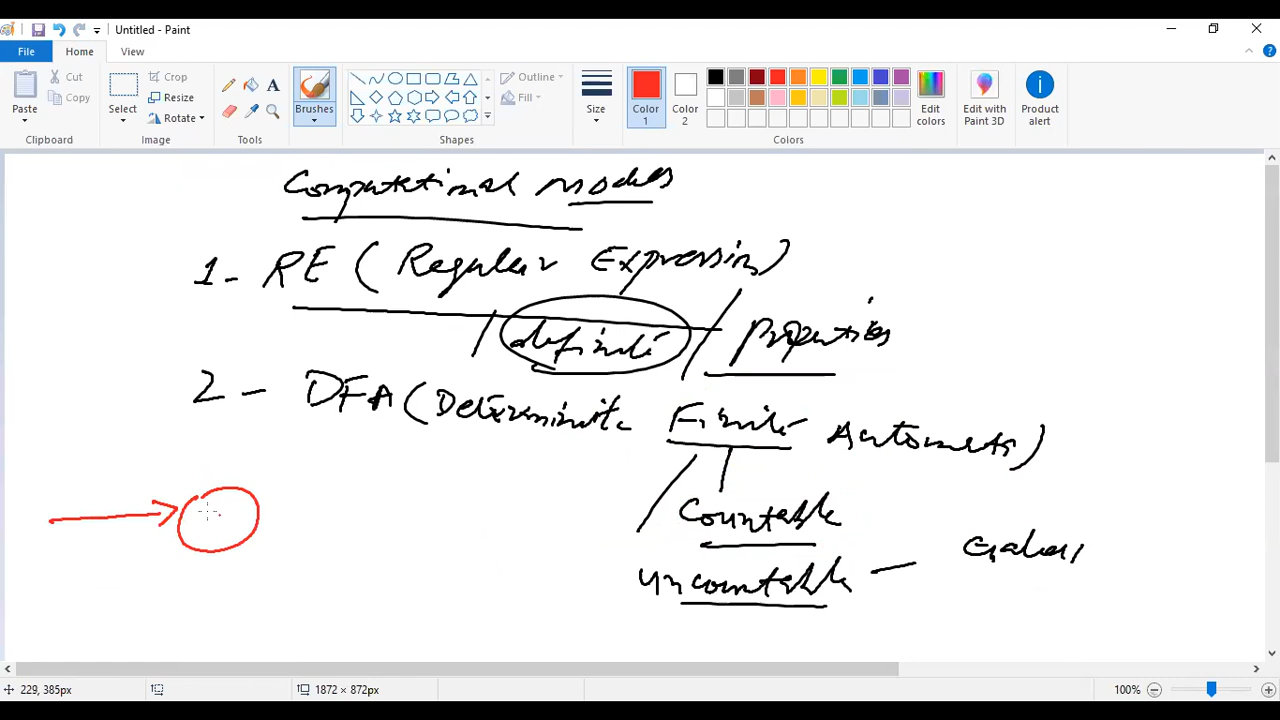 Untitled - Paint
File Home View
Paste
Cut
Copy
Clipboard
Select
Crop
Resize
Rotate
Image
Tools
A
Brushes
Shapes
Outline
Fill
Size
Color 1
Color 2
Colors
Edit colors
Edit with Paint 3D
Product alert
Computational models
1- RE (Regular Expression)
definite / Properties
2 - DFA (Deterministic Finite Automata)
Countable
uncountable -
229, 385px
1872 × 872px
100%